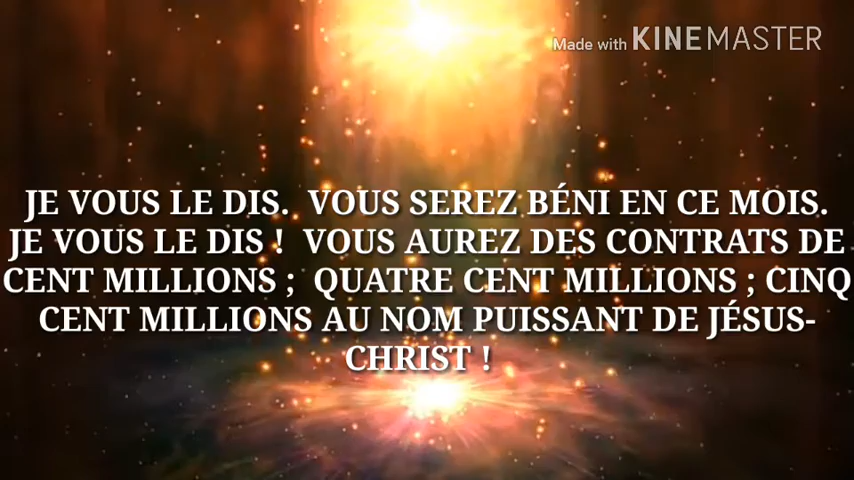 Made with KINEMASTER
JE VOUS LE DIS. VOUS SEREZ BÉNI EN CE MOIS.
JE VOUS LE DIS ! VOUS AUREZ DES CONTRATS DE
CENT MILLIONS ; QUATRE CENT MILLIONS ; CINQ
CENT MILLIONS AU NOM PUISSANT DE JÉSUS-
CHRIST !